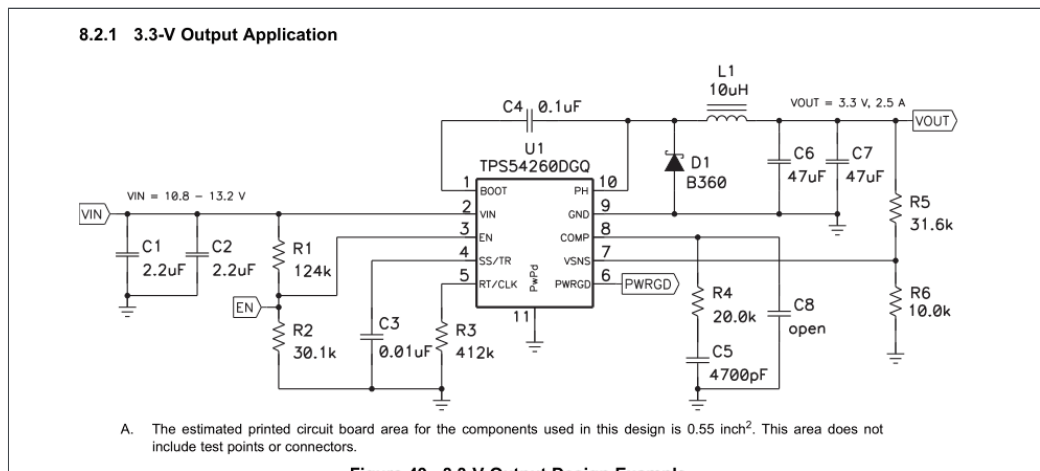 8.2.1 3.3-V Output Application
L1
10uH
C4 0.1uF
VOUT = 3.3 V, 2.5 A
VOUT
U1
TPS54260DGQ
D1
B360
C6
47uF
C7
47uF
1
BOOT
PH
10
VIN = 10.8 – 13.2 V
VIN
2
VIN
GND
9
R5
31.6k
3
EN
COMP
8
C1
2.2uF
C2
2.2uF
R1
124k
4
SS/TR
VSNS
7
5
RT/CLK
PwPd
PWRGD
6
PWRGD
R4
20.0k
C8
open
R6
10.0k
EN
11
R2
30.1k
C3
0.01uF
R3
412k
C5
4700pF
A. The estimated printed circuit board area for the components used in this design is 0.55 inch². This area does not
include test points or connectors.